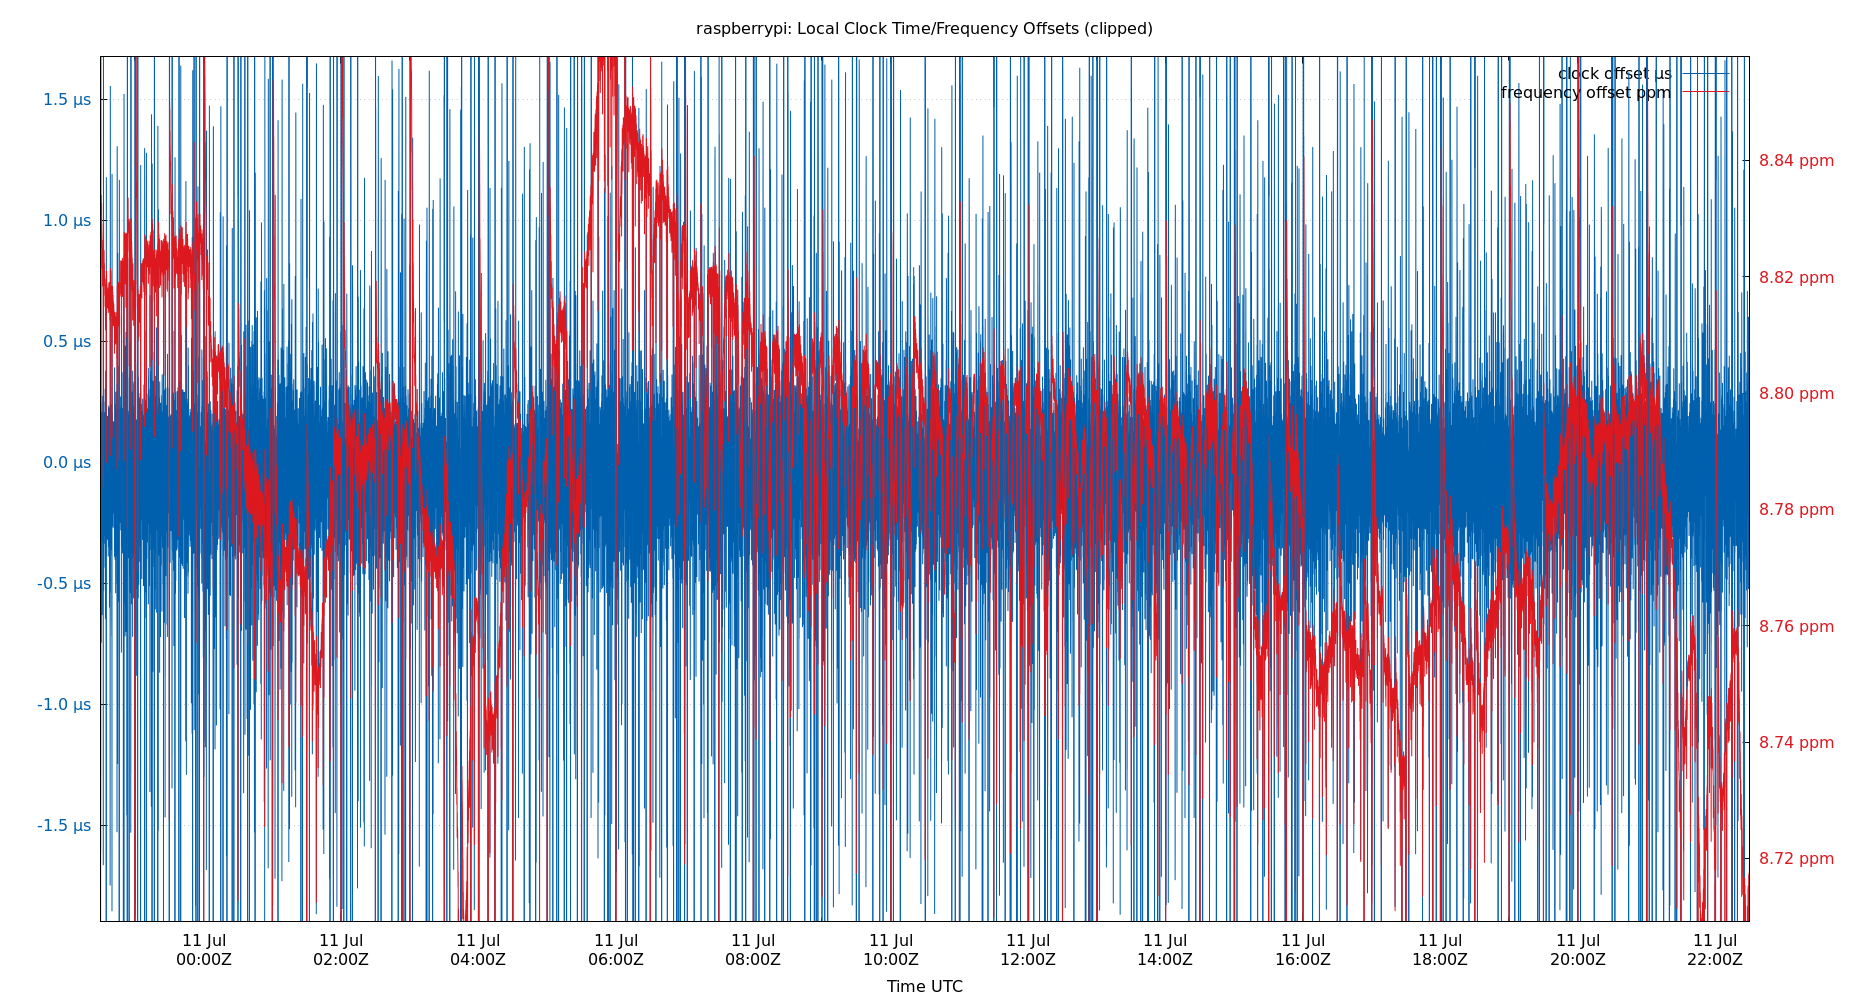 raspberrypi: Local Clock Time/Frequency Offsets (clipped)
clock offset µs
frequency offset ppm
1.5 µs
1.0 µs
0.5 µs
0.0 µs
-0.5 µs
-1.0 µs
-1.5 µs
8.84 ppm
8.82 ppm
8.80 ppm
8.78 ppm
8.76 ppm
8.74 ppm
8.72 ppm
11 Jul 11 Jul 11 Jul 11 Jul 11 Jul 11 Jul 11 Jul 11 Jul 11 Jul 11 Jul 11 Jul 11 Jul
00:00Z 02:00Z 04:00Z 06:00Z 08:00Z 10:00Z 12:00Z 14:00Z 16:00Z 18:00Z 20:00Z 22:00Z
Time UTC